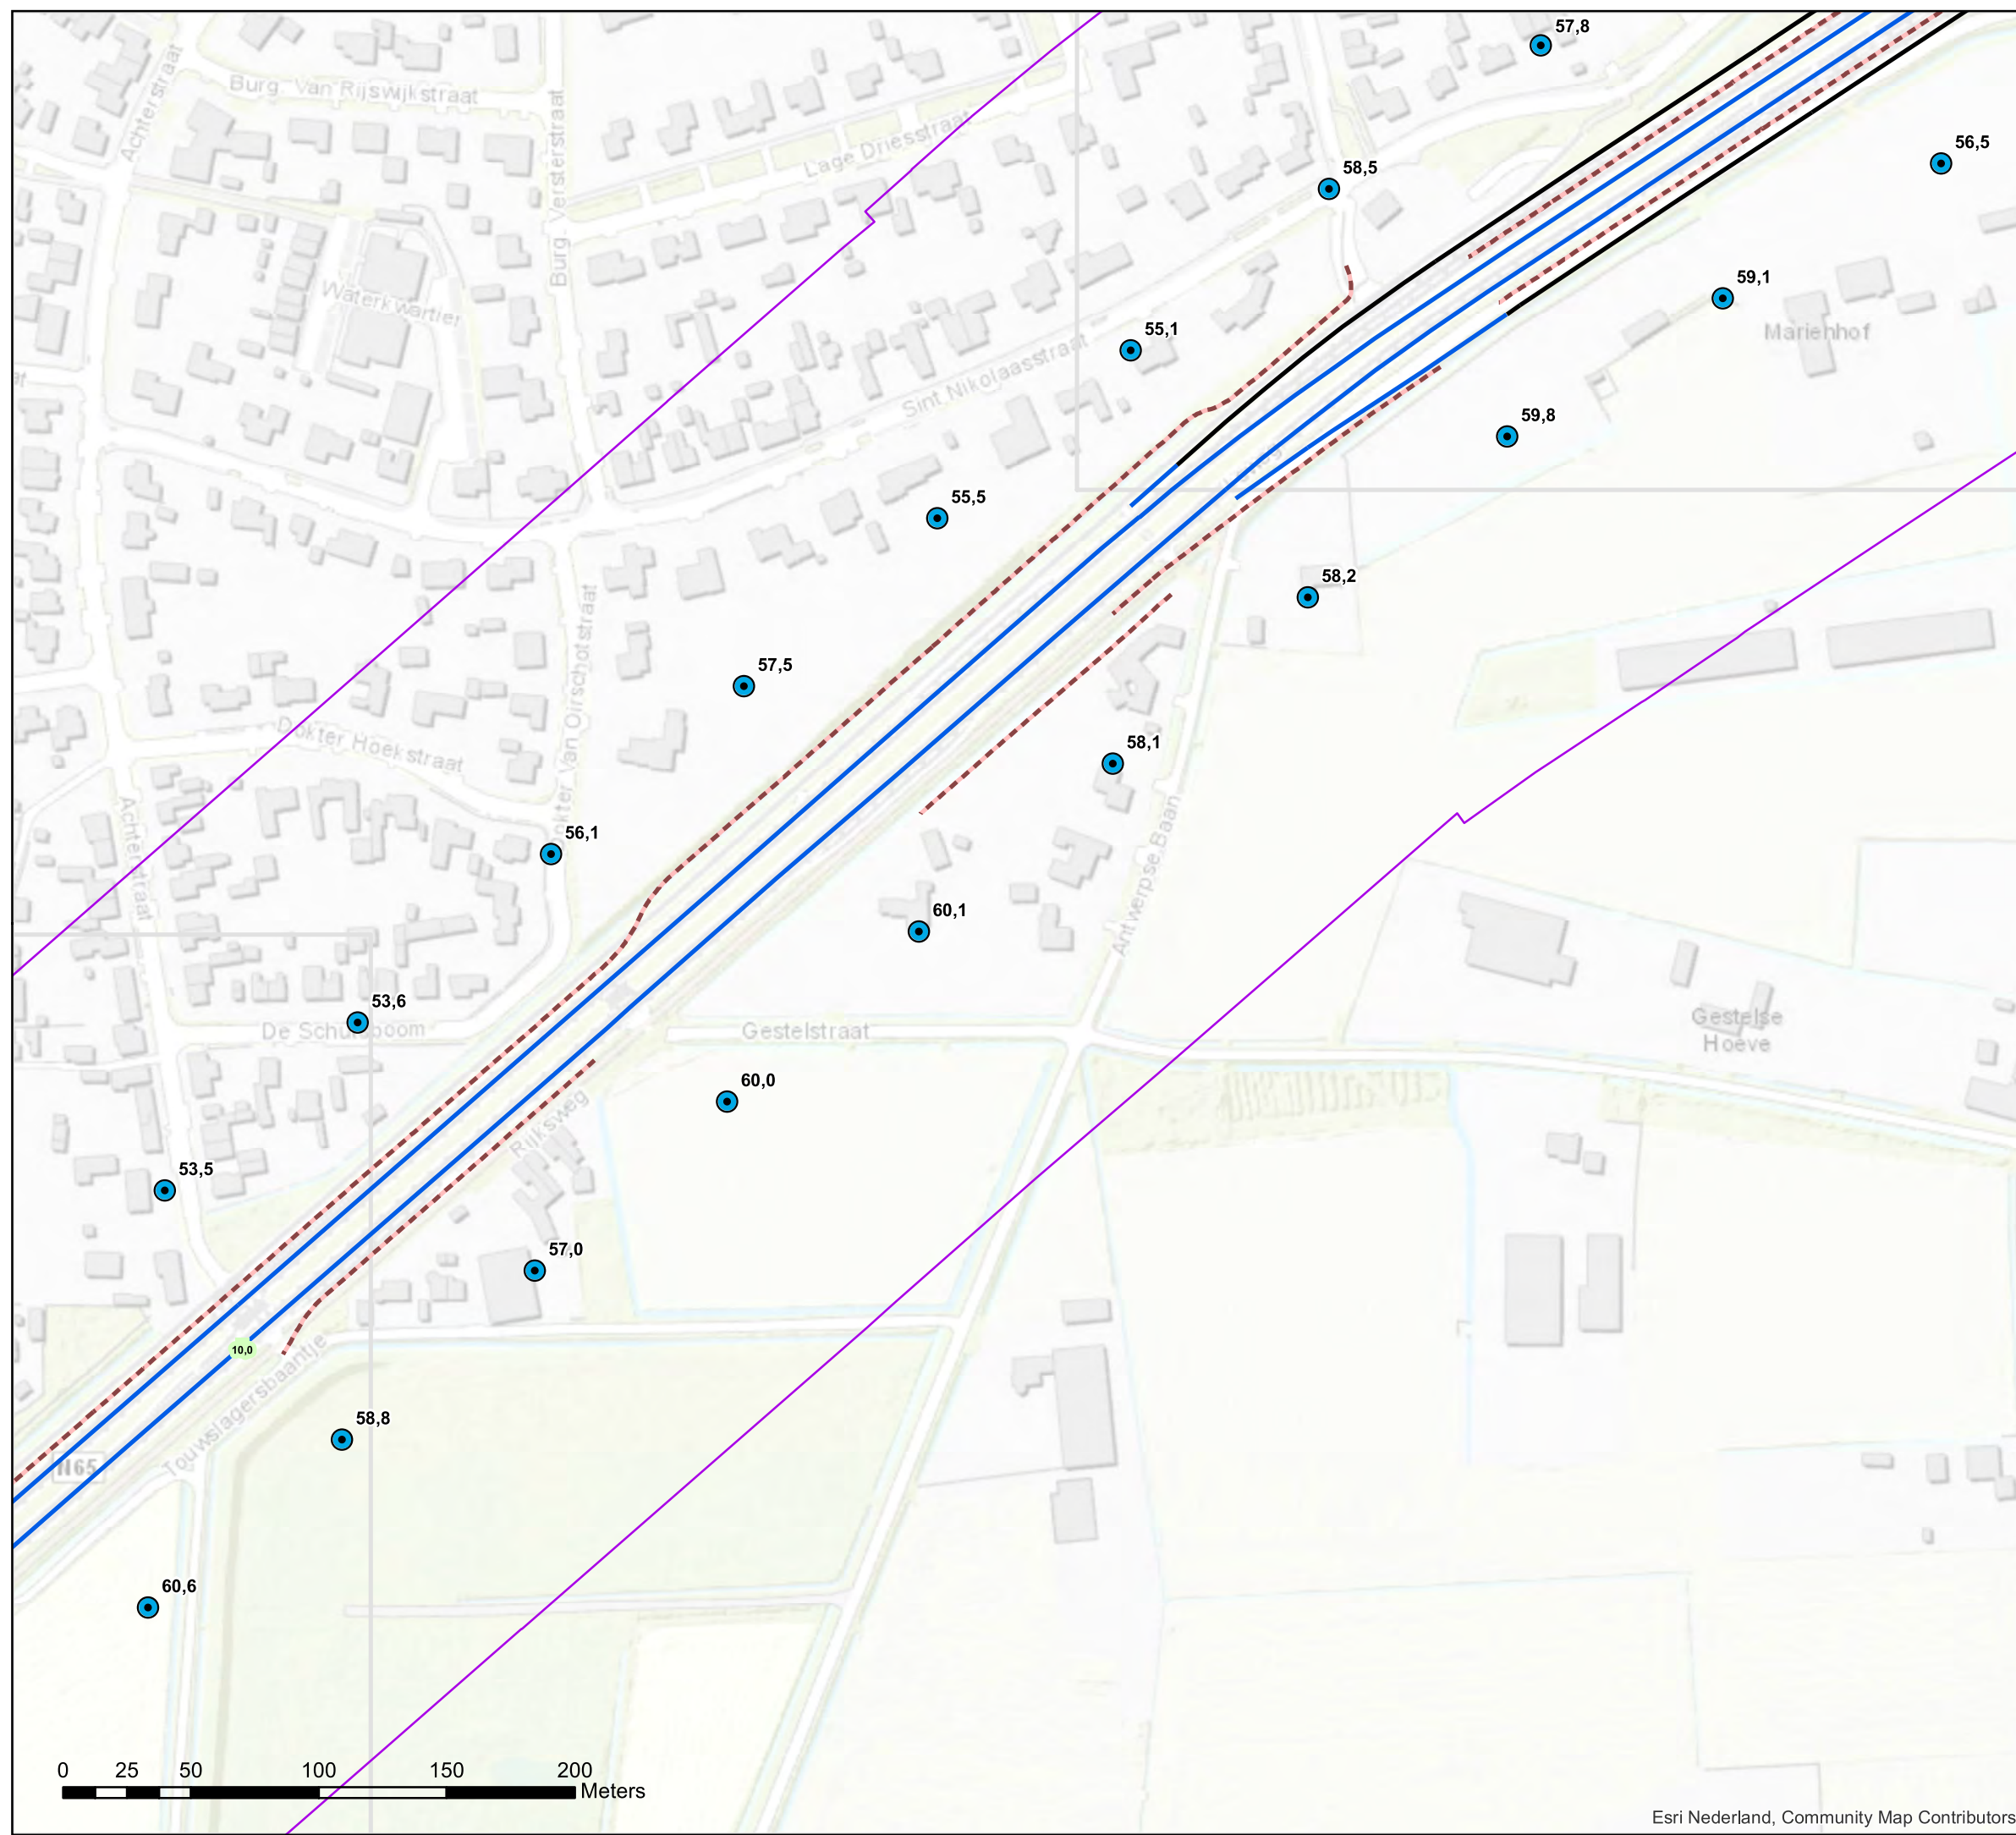 57,8
Burg. Van Rijswijkstraat
Achterstraat
Burg. Versterstraat
Lage Driesstraat
56,5
58,5
Waterkwartier
59,1
Mariënhof
55,1
Sint Nikolaasstraat
59,8
55,5
58,2
57,5
Dokter Van Oirschotstraat
Dokter Hoekstraat
58,1
Achterstraat
56,1
Antwerpse Baan
60,1
53,6
De Schutsboom
Gestelstraat
Gestelse
Hoeve
60,0
Rijksweg
53,5
57,0
10,0
Touwslagersbaantje
58,8
N65
60,6
0 25 50 100 150 200
Meters
Esri Nederland, Community Map Contributors